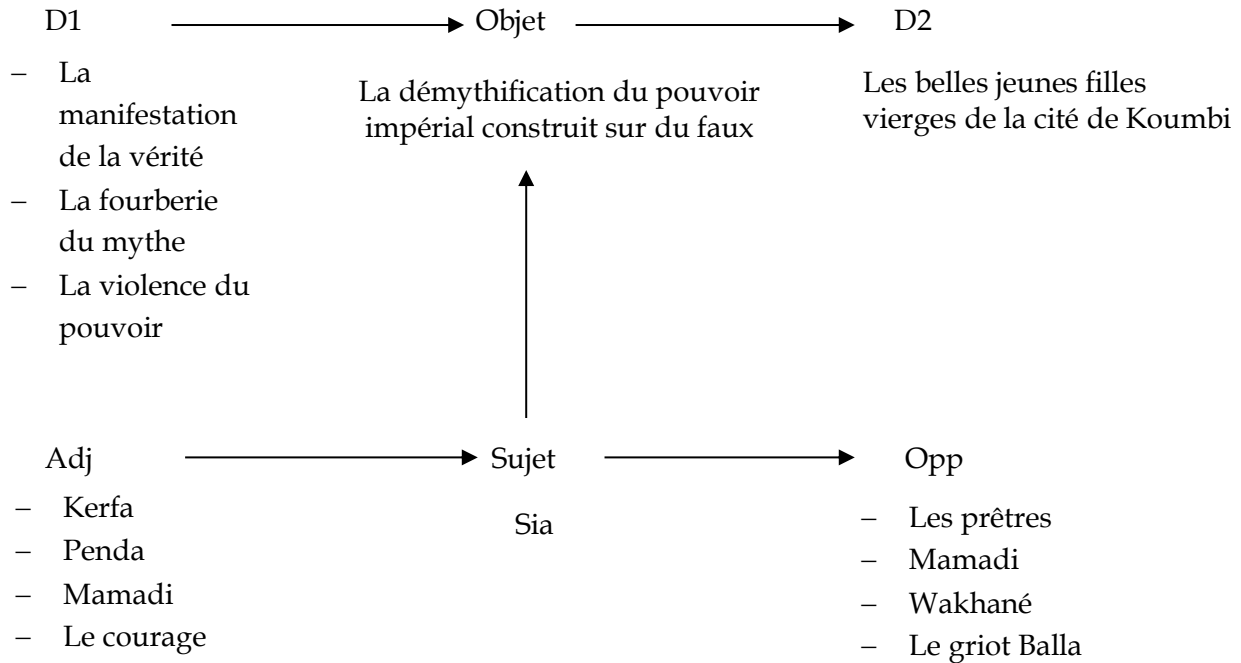 D1
Objet
D2
– La
manifestation
de la vérité
– La fourberie
du mythe
– La violence du
pouvoir
La démythification du pouvoir
impérial construit sur du faux
Les belles jeunes filles
vierges de la cité de Koumbi
Adj
Sujet
Opp
– Kerfa
– Penda
– Mamadi
– Le courage
Sia
– Les prêtres
– Mamadi
– Wakhané
– Le griot Balla